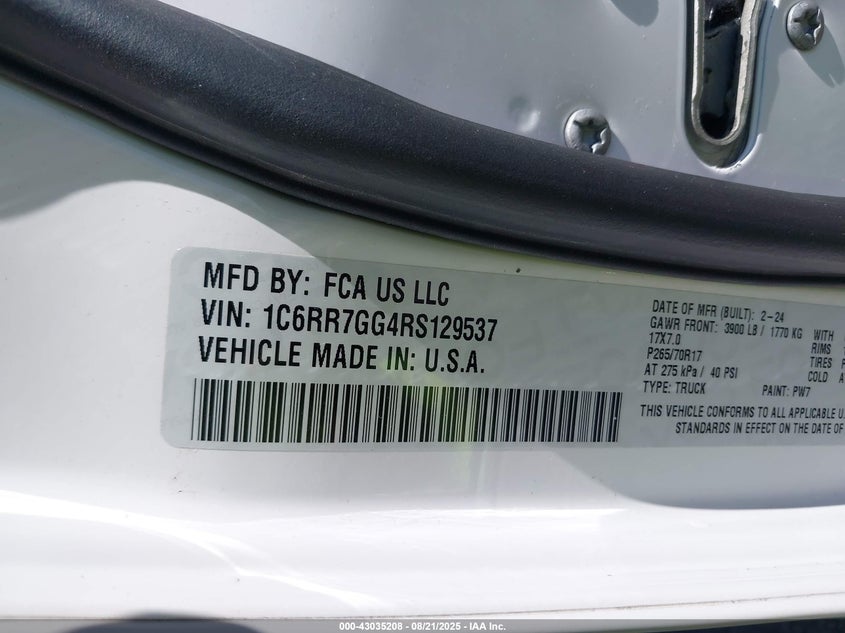 MFD BY: FCA US LLC
VIN: 1C6RR7GG4RS129537
VEHICLE MADE IN: U.S.A.
DATE OF MFR (BUILT): 2-24
GAWR FRONT: 3900 LB / 1770 KG WITH
17X7.0 RIMS
P265/70R17 TIRES
AT 275 kPa / 40 PSI COLD
TYPE: TRUCK PAINT: PW7
THIS VEHICLE CONFORMS TO ALL APPLICABLE
STANDARDS IN EFFECT ON THE DATE OF
000-43035208 - 08/21/2025 - IAA Inc.